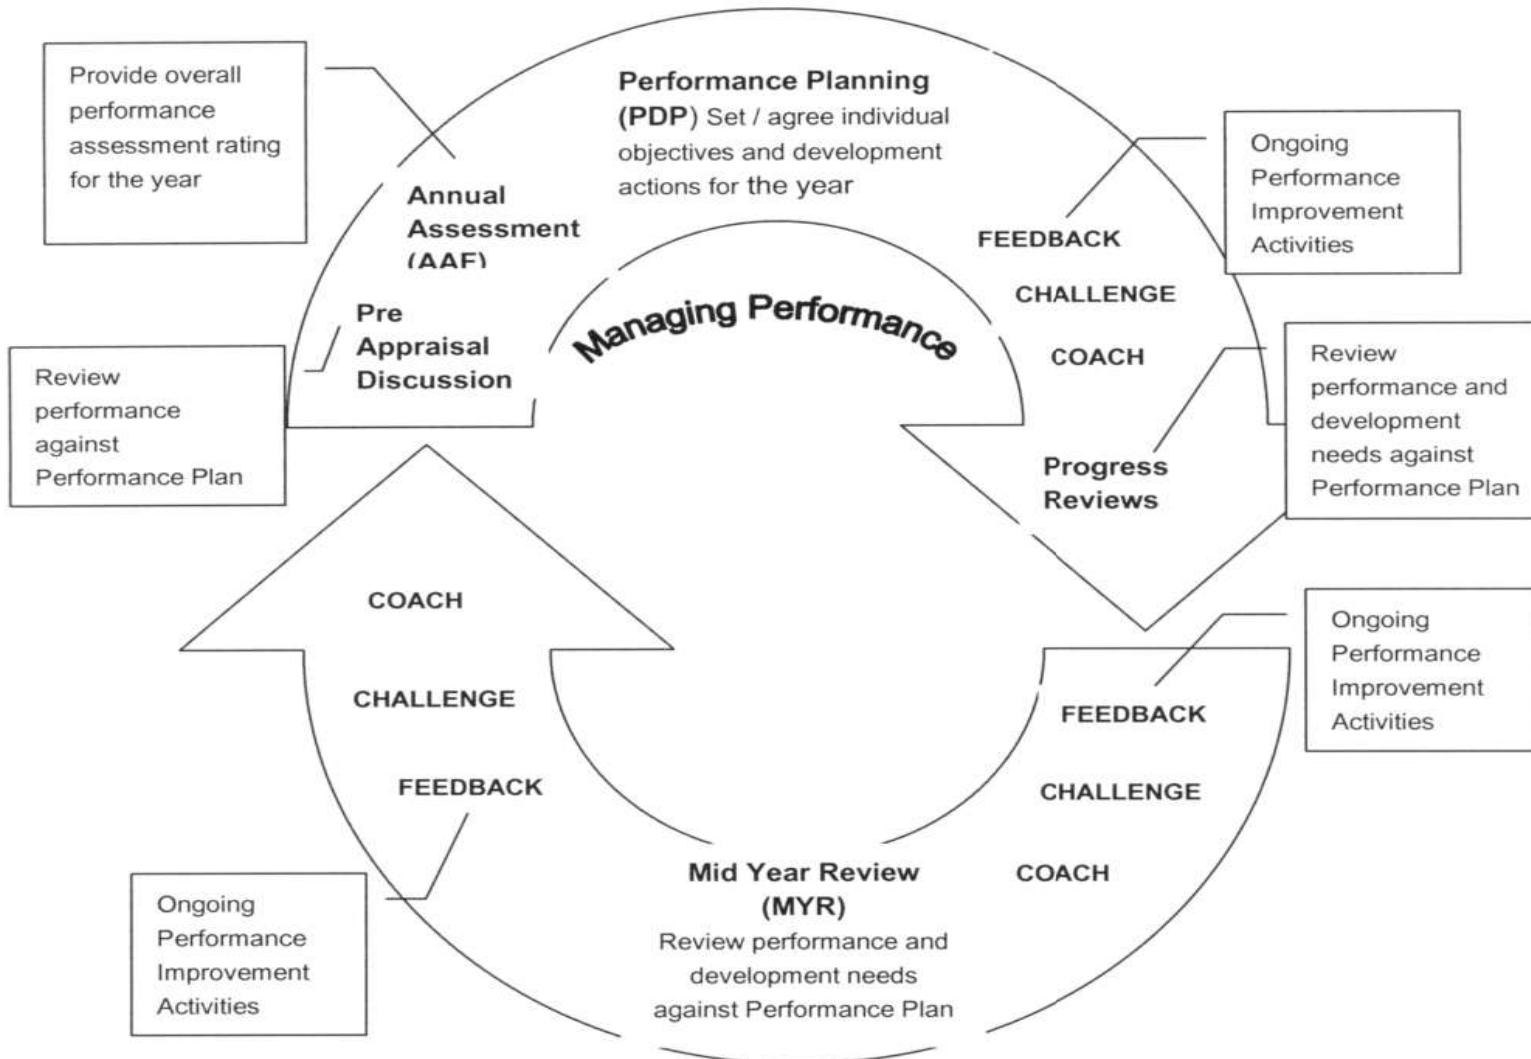 Provide overall
performance
assessment rating
for the year
Performance Planning
(PDP) Set / agree individual
objectives and development
actions for the year
Ongoing
Performance
Improvement
Activities
Annual
Assessment
(AAF)
FEEDBACK
CHALLENGE
COACH
Managing Performance
Pre
Appraisal
Discussion
Review
performance
against
Performance Plan
Review
performance and
development
needs against
Performance Plan
Progress
Reviews
COACH
CHALLENGE
FEEDBACK
Ongoing
Performance
Improvement
Activities
FEEDBACK
CHALLENGE
COACH
Ongoing
Performance
Improvement
Activities
Mid Year Review
(MYR)
Review performance and
development needs
against Performance Plan